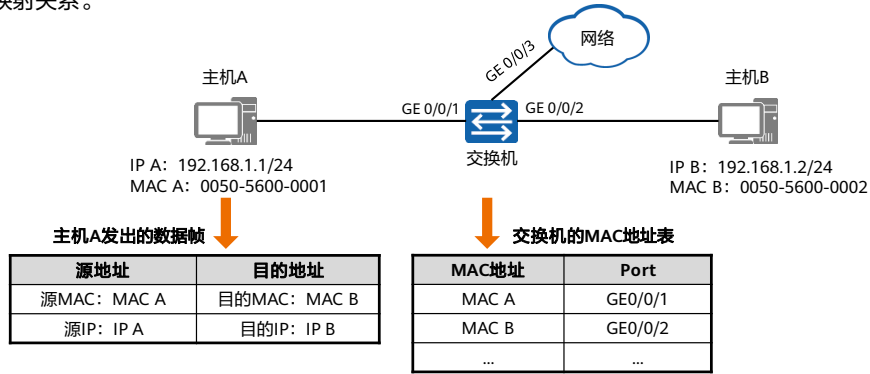 映射关系。
网络
GE 0/0/3
主机A
主机B
GE 0/0/1
GE 0/0/2
交换机
IP A：192.168.1.1/24
MAC A：0050-5600-0001
IP B：192.168.1.2/24
MAC B：0050-5600-0002
主机A发出的数据帧
交换机的MAC地址表
源地址 目的地址
源MAC：MAC A 目的MAC：MAC B
源IP：IP A 目的IP：IP B
MAC地址 Port
MAC A GE0/0/1
MAC B GE0/0/2
... ...